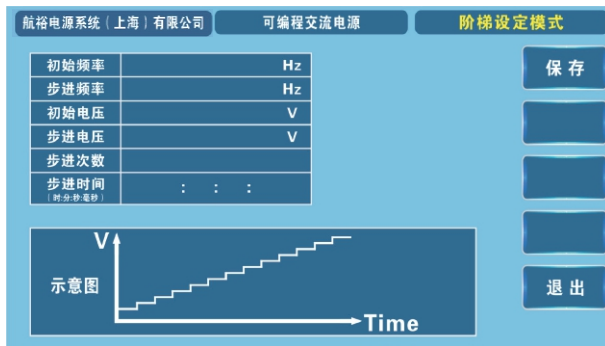 航裕电源系统（上海）有限公司 可编程交流电源 阶梯设定模式
初始频率 Hz
步进频率 Hz
初始电压 V
步进电压 V
步进次数
步进时间 : : :
（时:分:秒:毫秒）
保存
退出
V
示意图
Time